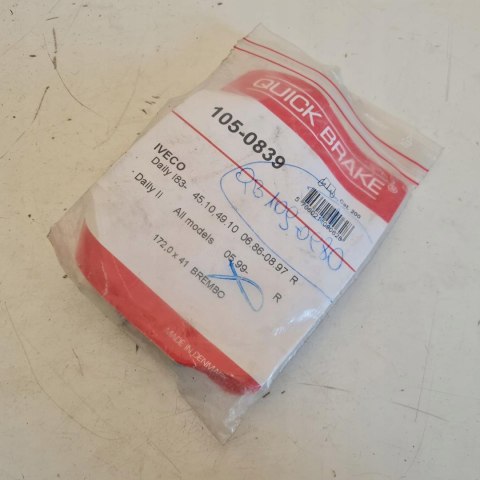 QUICK BRAKE
105-0839
IVECO
Daily I83- 45.10,49.10 06.86-08.97 R
Daily II All models 05.99- R
172,0 x 41 BREMBO
MADE IN DENMARK